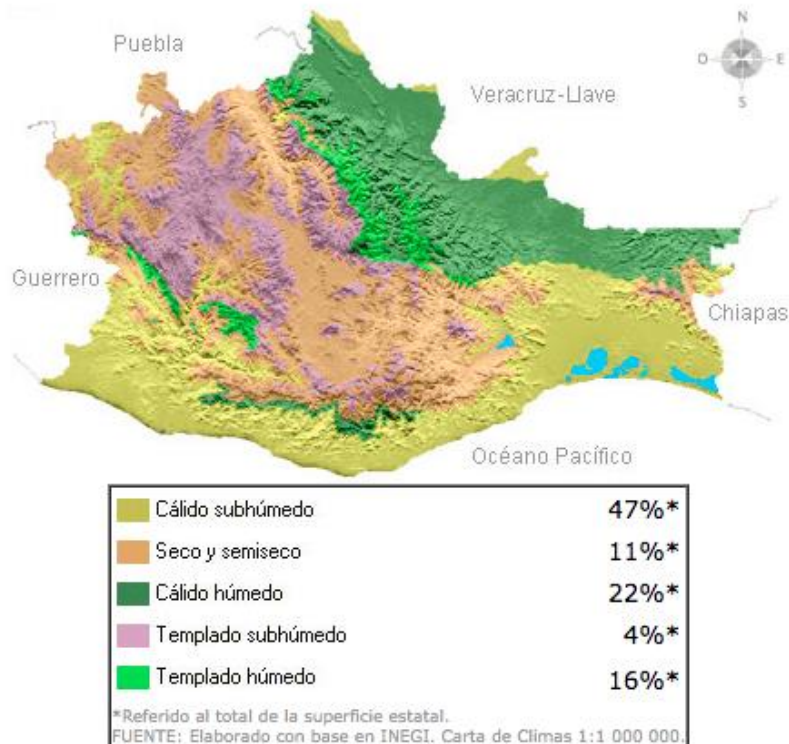 Puebla
N
O E
S
Veracruz-Llave
Guerrero
Chiapas
Océano Pacífico
Cálido subhúmedo 47%*
Seco y semiseco 11%*
Cálido húmedo 22%*
Templado subhúmedo 4%*
Templado húmedo 16%*
*Referido al total de la superficie estatal.
FUENTE: Elaborado con base en INEGI. Carta de Climas 1:1 000 000.